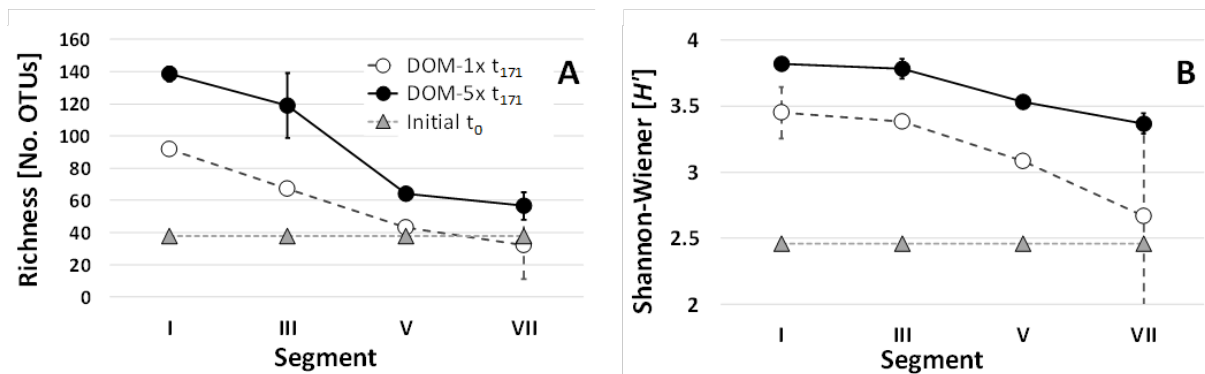 Richness [No. OTUs]
160
140
120
100
80
60
40
20
0
DOM-1x t171
DOM-5x t171
Initial t0
A
I III V VII
Segment
Shannon-Wiener [H']
4
3.5
3
2.5
2
B
I III V VII
Segment